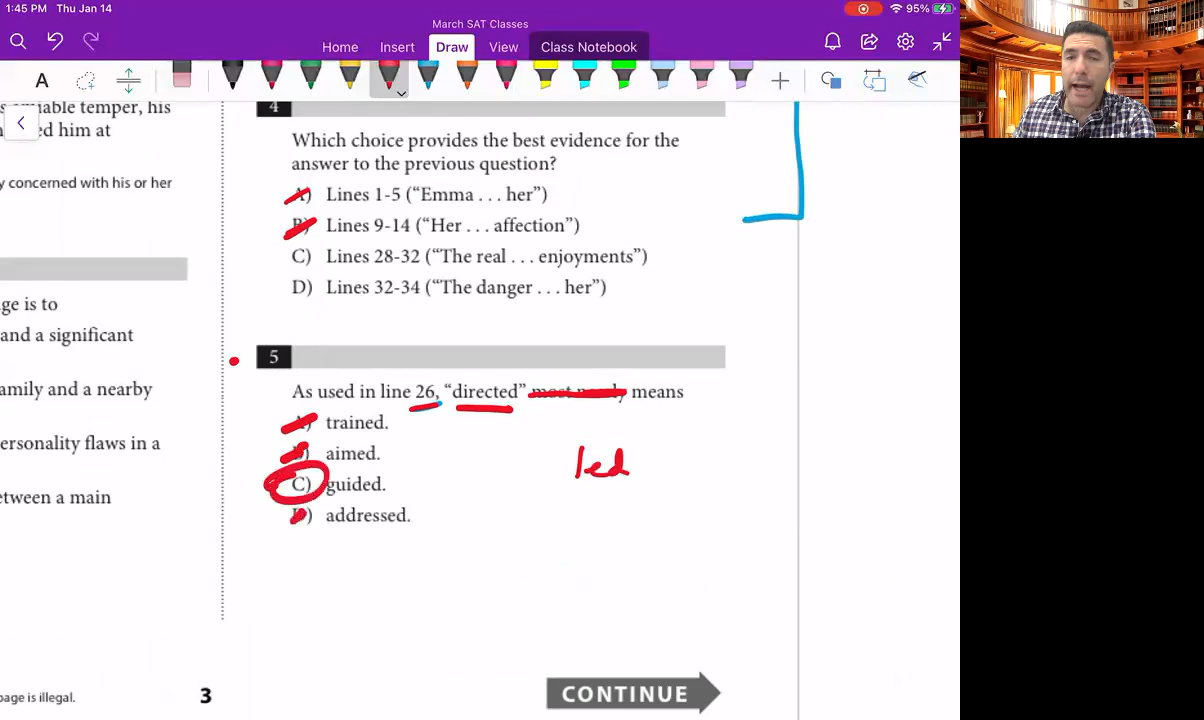 1:45 PM Thu Jan 14
95%
March SAT Classes
Home Insert Draw View Class Notebook
A
amiable temper, his
him at
y concerned with his or her
ge is to
and a significant
amily and a nearby
ersonality flaws in a
etween a main
page is illegal.
3
4
Which choice provides the best evidence for the
answer to the previous question?
A) Lines 1-5 (“Emma . . . her”)
B) Lines 9-14 (“Her . . . affection”)
C) Lines 28-32 (“The real . . . enjoyments”)
D) Lines 32-34 (“The danger . . . her”)
5
As used in line 26, “directed” most nearly means
A) trained.
B) aimed.
C) guided.
D) addressed.
led
CONTINUE